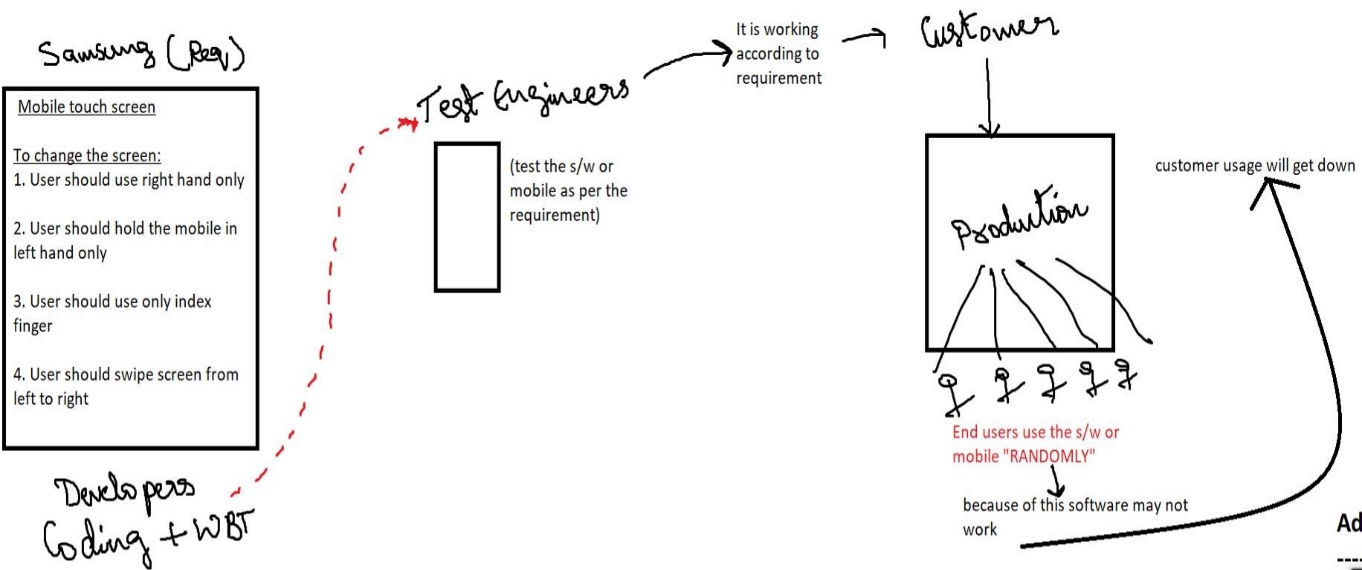 Samsung (Req)
Mobile touch screen
To change the screen:
1. User should use right hand only
2. User should hold the mobile in
left hand only
3. User should use only index
finger
4. User should swipe screen from
left to right
Developers
Coding + WBT
Test Engineers
(test the s/w or
mobile as per the
requirement)
It is working
according to
requirement
Customer
Production
End users use the s/w or
mobile "RANDOMLY"
because of this software may not
work
customer usage will get down
Ad
----